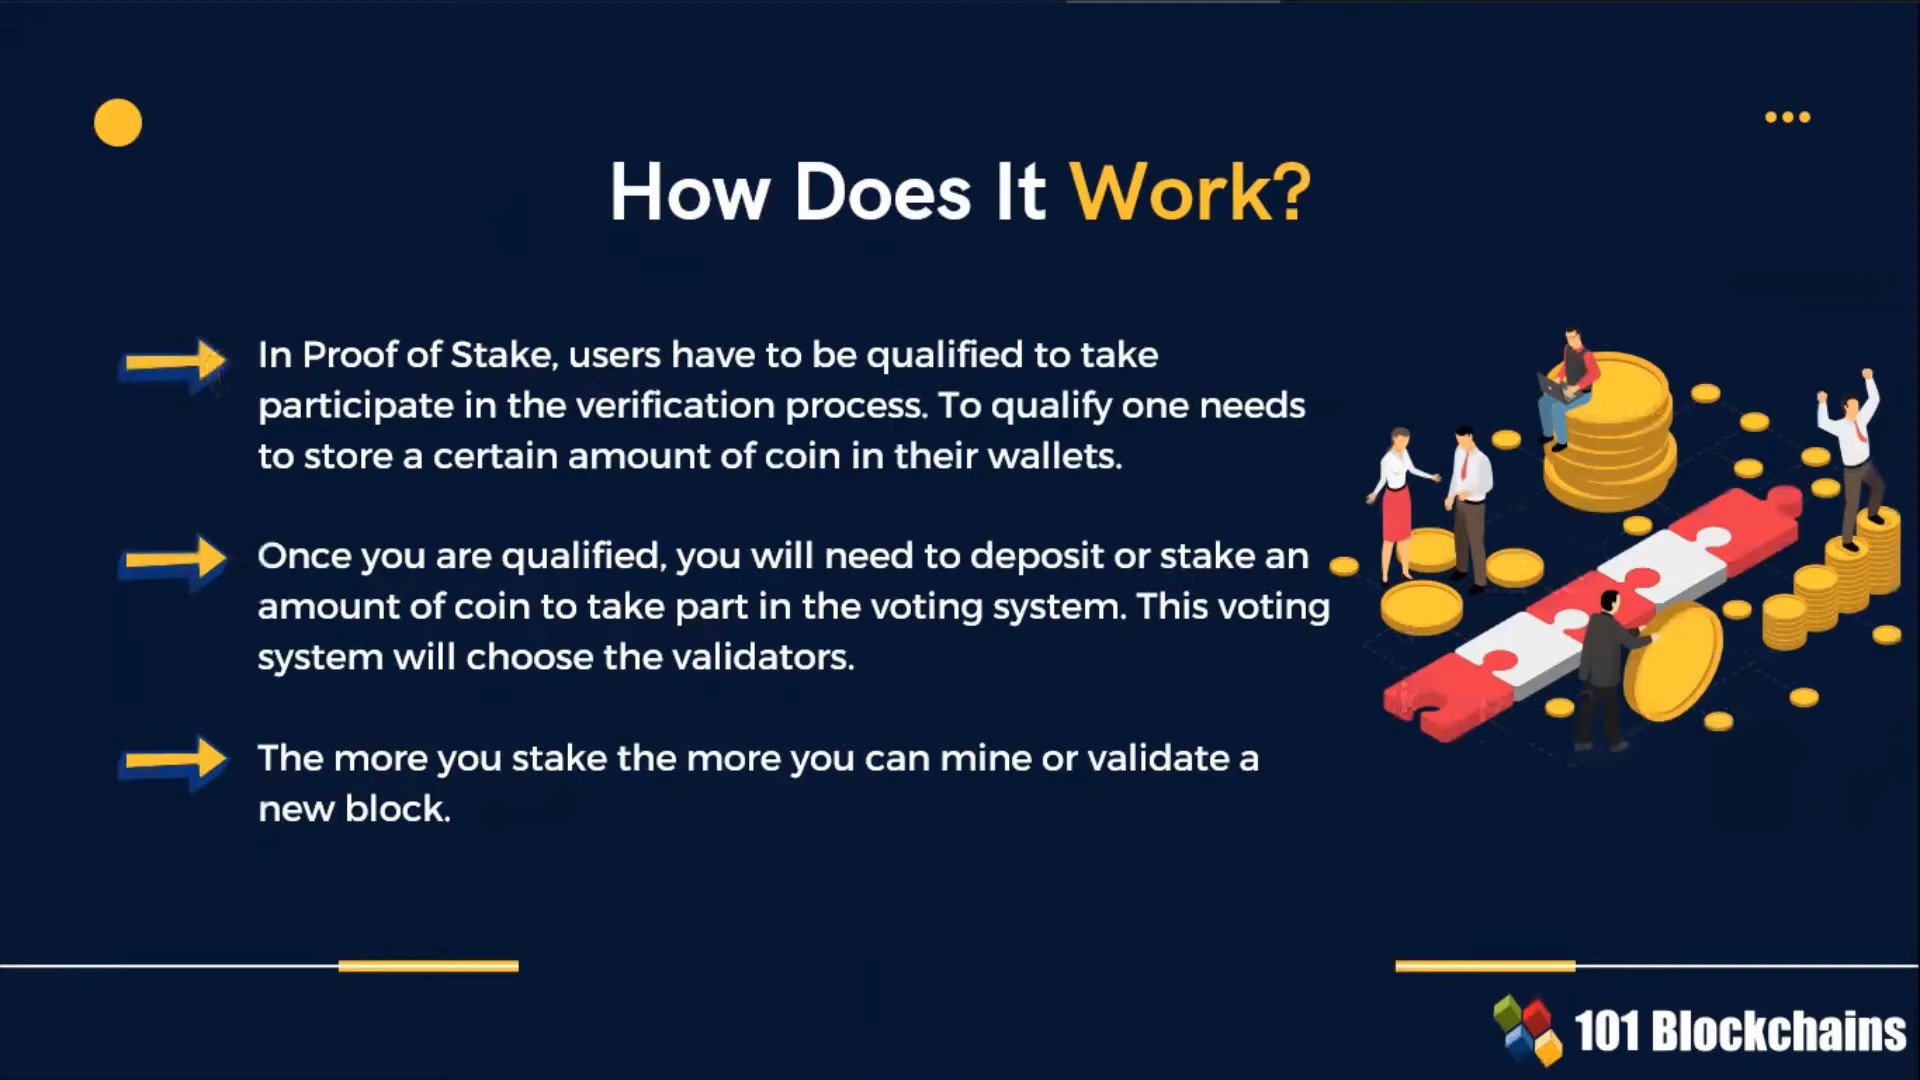 How Does It Work?
In Proof of Stake, users have to be qualified to take
participate in the verification process. To qualify one needs
to store a certain amount of coin in their wallets.
Once you are qualified, you will need to deposit or stake an
amount of coin to take part in the voting system. This voting
system will choose the validators.
The more you stake the more you can mine or validate a
new block.
101 Blockchains